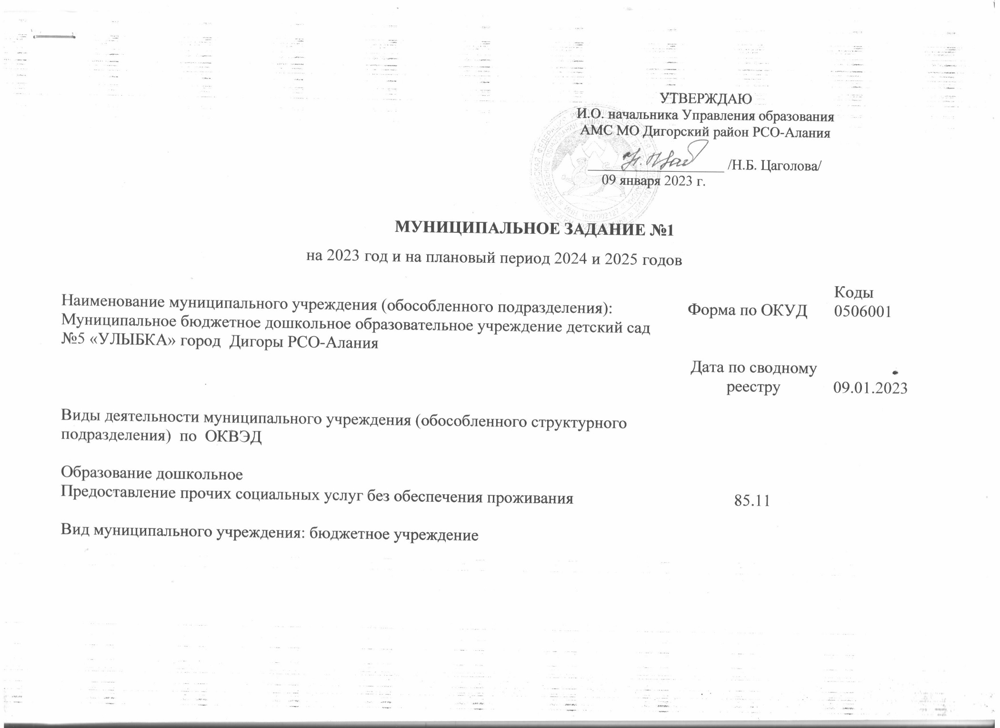 УТВЕРЖДАЮ
И.О. начальника Управления образования
АМС МО Дигорский район РСО-Алания
/Н.Б. Цаголова/
09 января 2023 г.
МУНИЦИПАЛЬНОЕ ЗАДАНИЕ №1
на 2023 год и на плановый период 2024 и 2025 годов
Коды
Наименование муниципального учреждения (обособленного подразделения): Форма по ОКУД 0506001
Муниципальное бюджетное дошкольное образовательное учреждение детский сад
№5 «УЛЫБКА» город Дигоры РСО-Алания
Дата по сводному
реестру 09.01.2023
Виды деятельности муниципального учреждения (обособленного структурного
подразделения) по ОКВЭД
Образование дошкольное
Предоставление прочих социальных услуг без обеспечения проживания 85.11
Вид муниципального учреждения: бюджетное учреждение